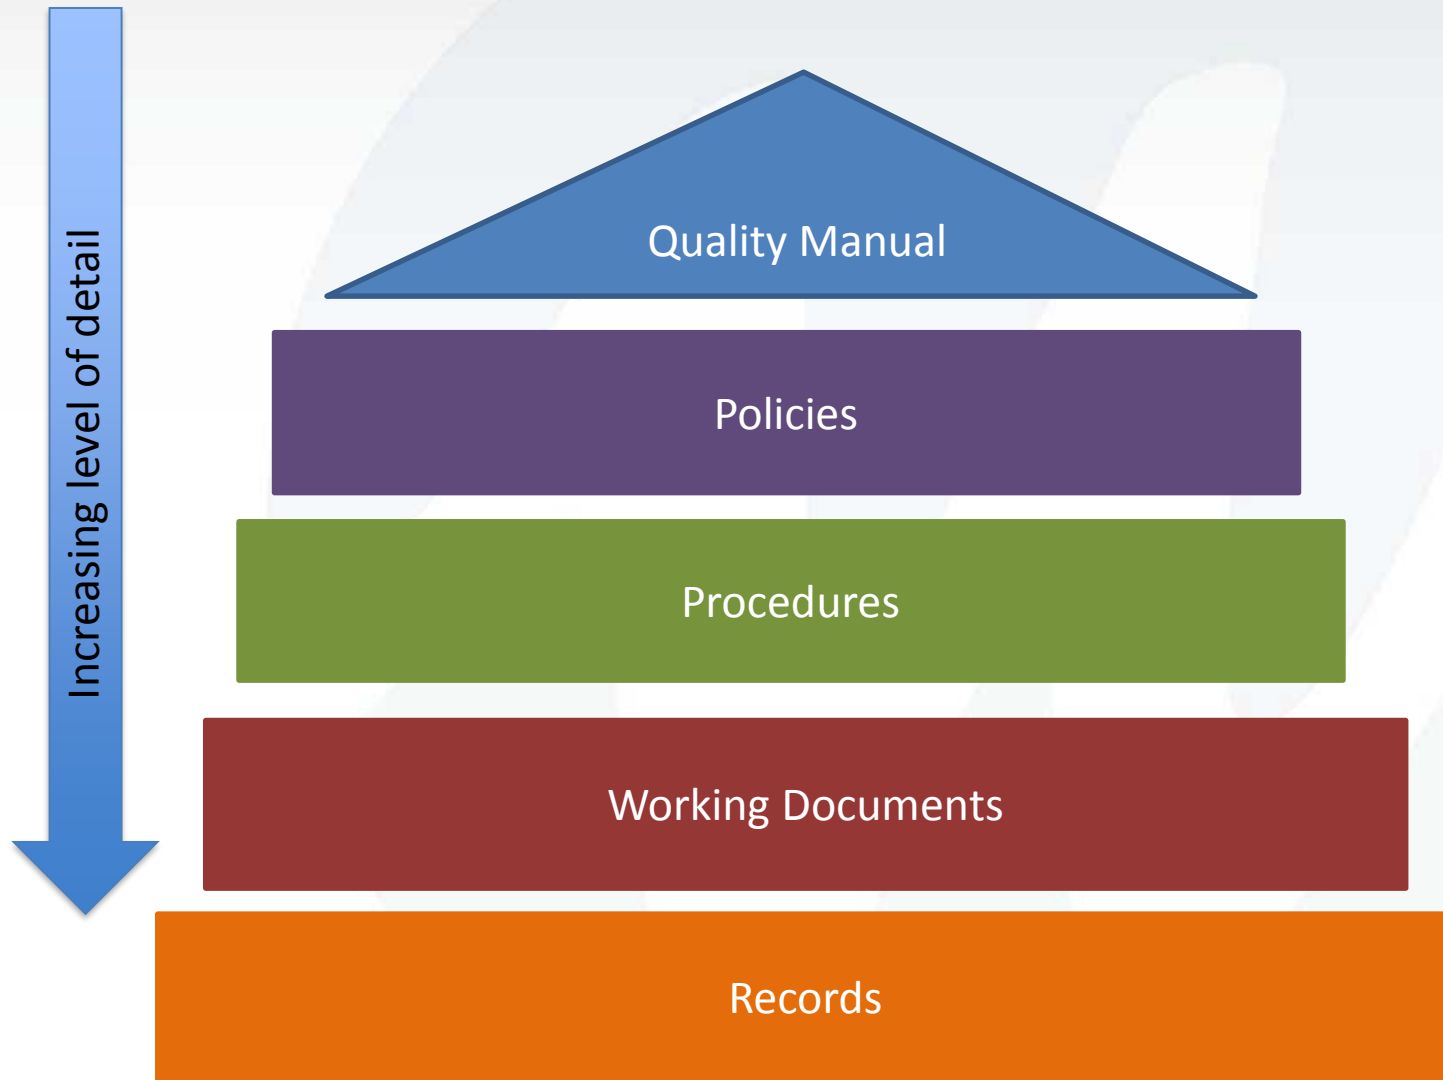 Increasing level of detail
Quality Manual
Policies
Procedures
Working Documents
Records